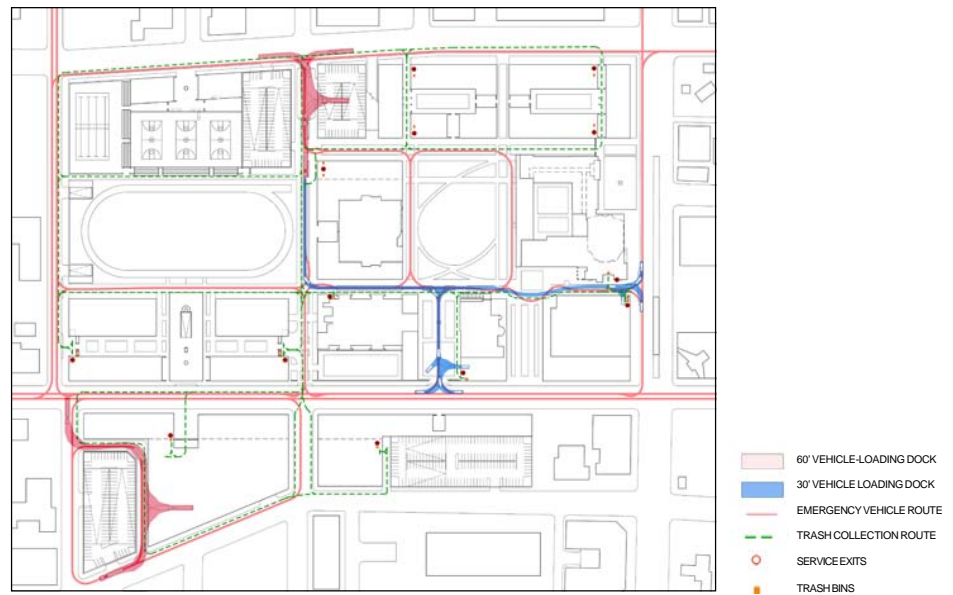 60' VEHICLE-LOADING DOCK
30' VEHICLE LOADING DOCK
EMERGENCY VEHICLE ROUTE
TRASH COLLECTION ROUTE
SERVICE EXITS
TRASH BINS